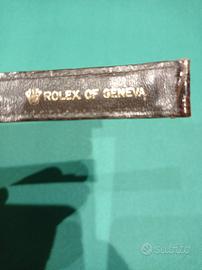 ROLEX OF GENEVA
subito